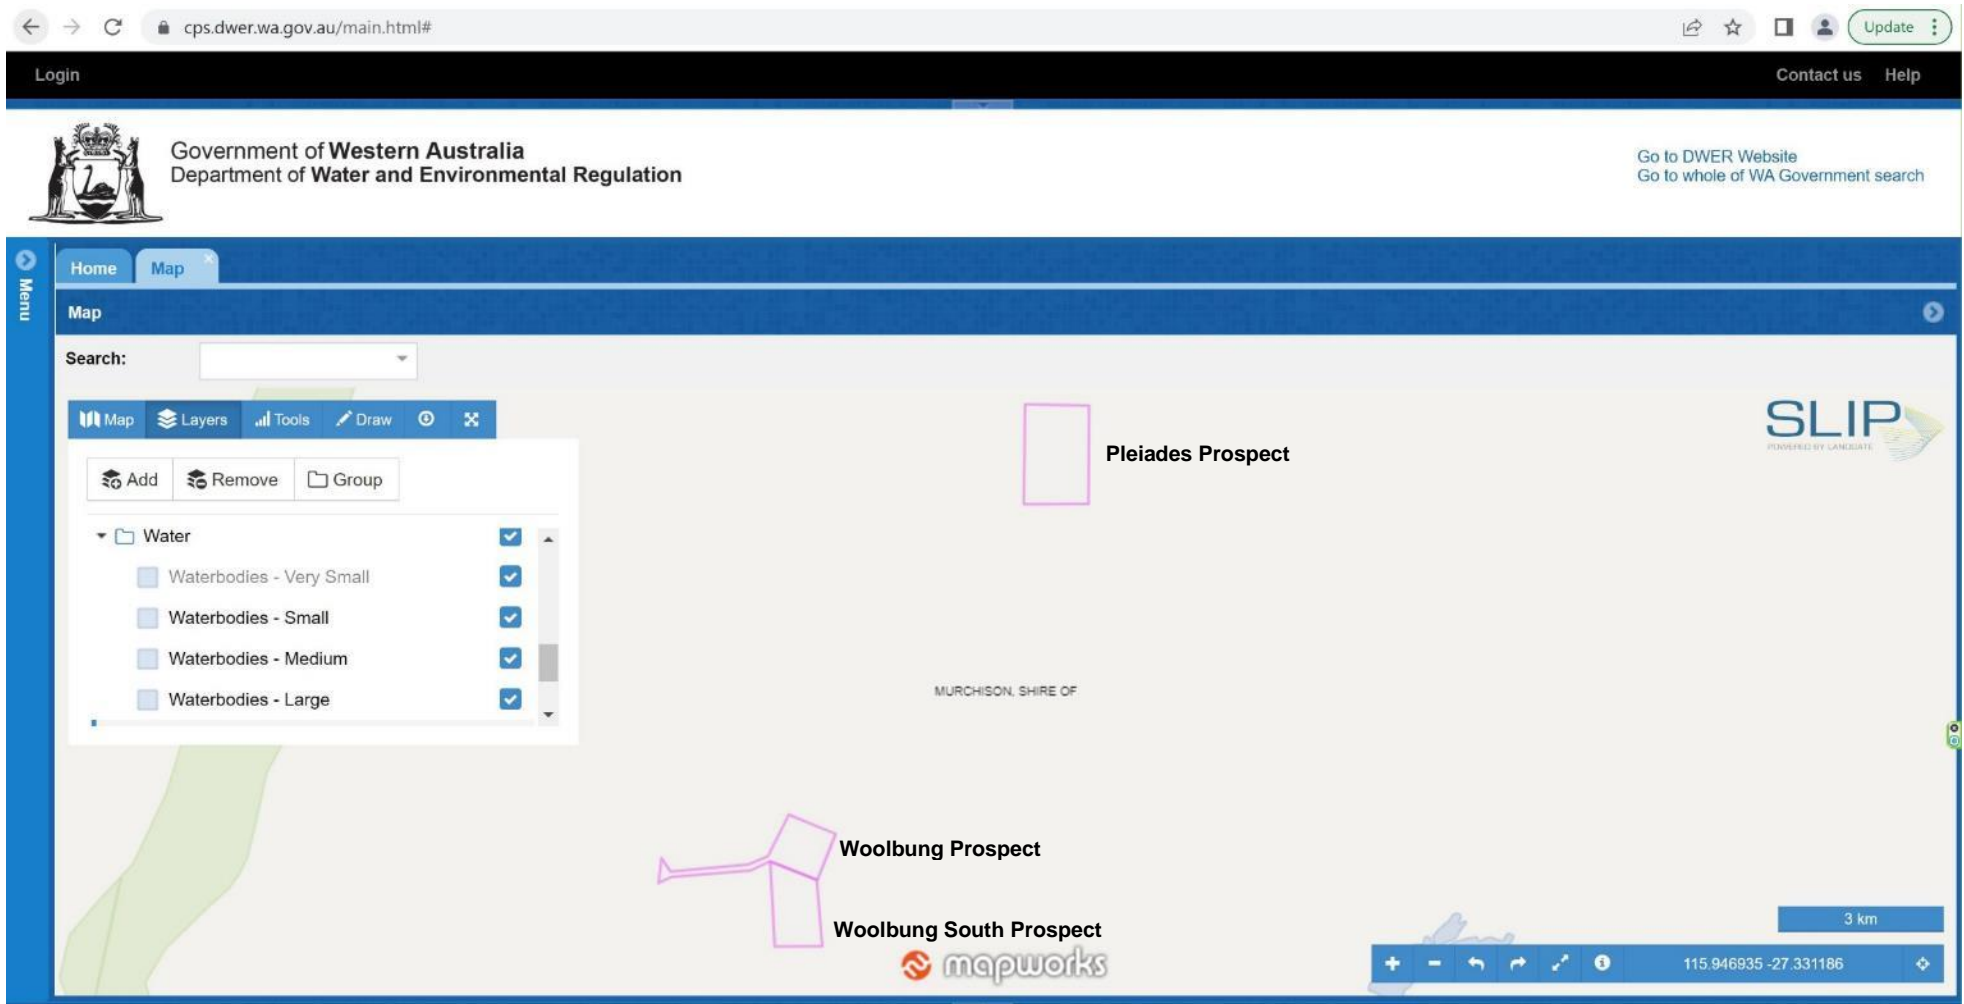 cps.dwer.wa.gov.au/main.html#
Update
Login
Contact us Help
Government of Western Australia
Department of Water and Environmental Regulation
Go to DWER Website
Go to whole of WA Government search
Menu
Home Map
Map
Search:
Map Layers Tools Draw
SLIP
POWERED BY LANDGATE
Add Remove Group
Water
Waterbodies - Very Small
Waterbodies - Small
Waterbodies - Medium
Waterbodies - Large
Pleiades Prospect
MURCHISON, SHIRE OF
Woolbung Prospect
Woolbung South Prospect
mapworks
3 km
115.946935 -27.331186